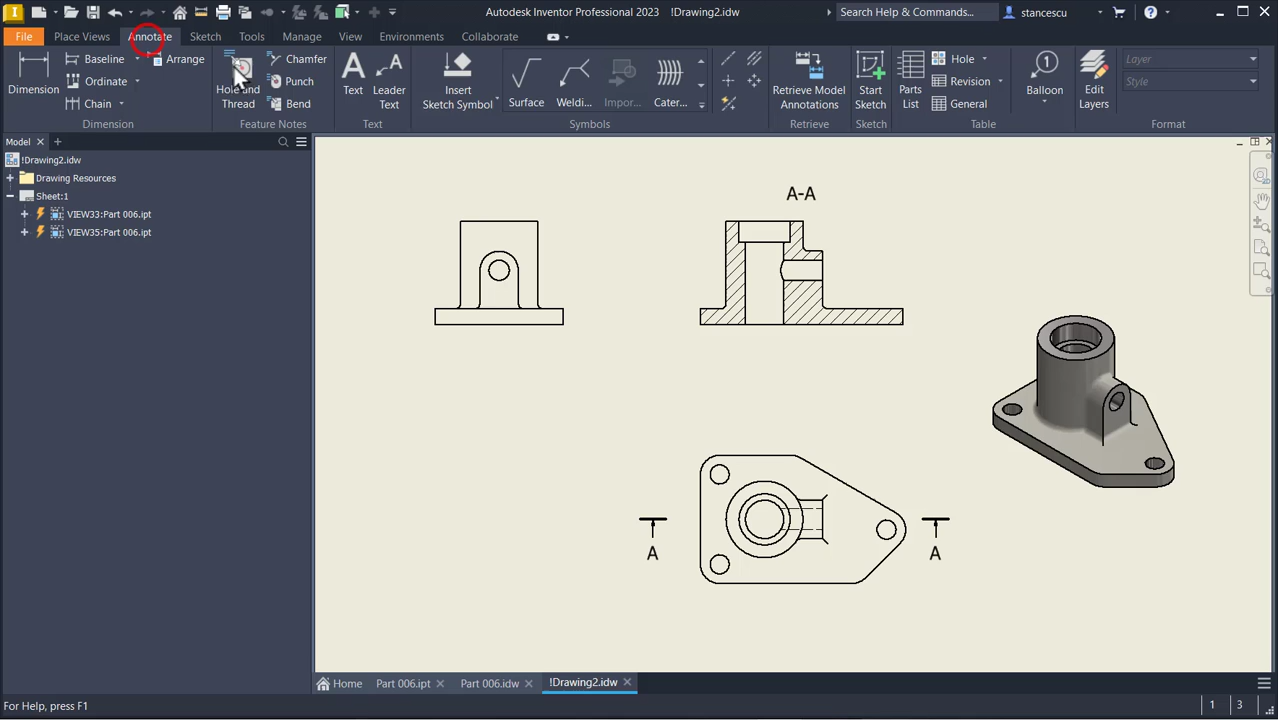 Autodesk Inventor Professional 2023 !Drawing2.idw
Search Help & Commands...
stancescu
File Place Views Annotate Sketch Tools Manage View Environments Collaborate
Dimension
Baseline
Ordinate
Chain
Arrange
Dimension
Hole and
Thread
Chamfer
Punch
Bend
Feature Notes
Text
Leader
Text
Text
Insert
Sketch Symbol
Surface
Weldi...
Impor...
Cater...
Symbols
Retrieve Model
Annotations
Retrieve
Start
Sketch
Sketch
Parts
List
Hole
Revision
General
Table
Balloon
Edit
Layers
Layer
Style
Format
Model
!Drawing2.idw
Drawing Resources
Sheet:1
VIEW33:Part 006.ipt
VIEW35:Part 006.ipt
A-A
A A
Home Part 006.ipt Part 006.idw !Drawing2.idw
For Help, press F1
1 3